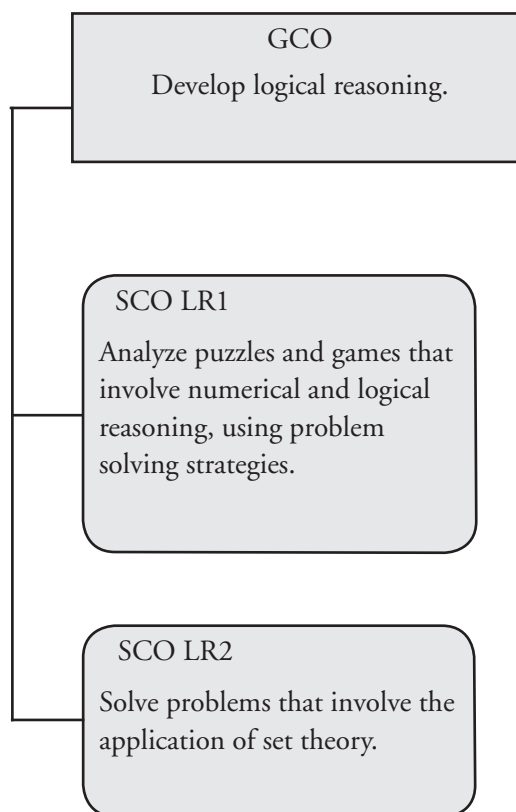 GCO
Develop logical reasoning.
SCO LR1
Analyze puzzles and games that
involve numerical and logical
reasoning, using problem
solving strategies.
SCO LR2
Solve problems that involve the
application of set theory.